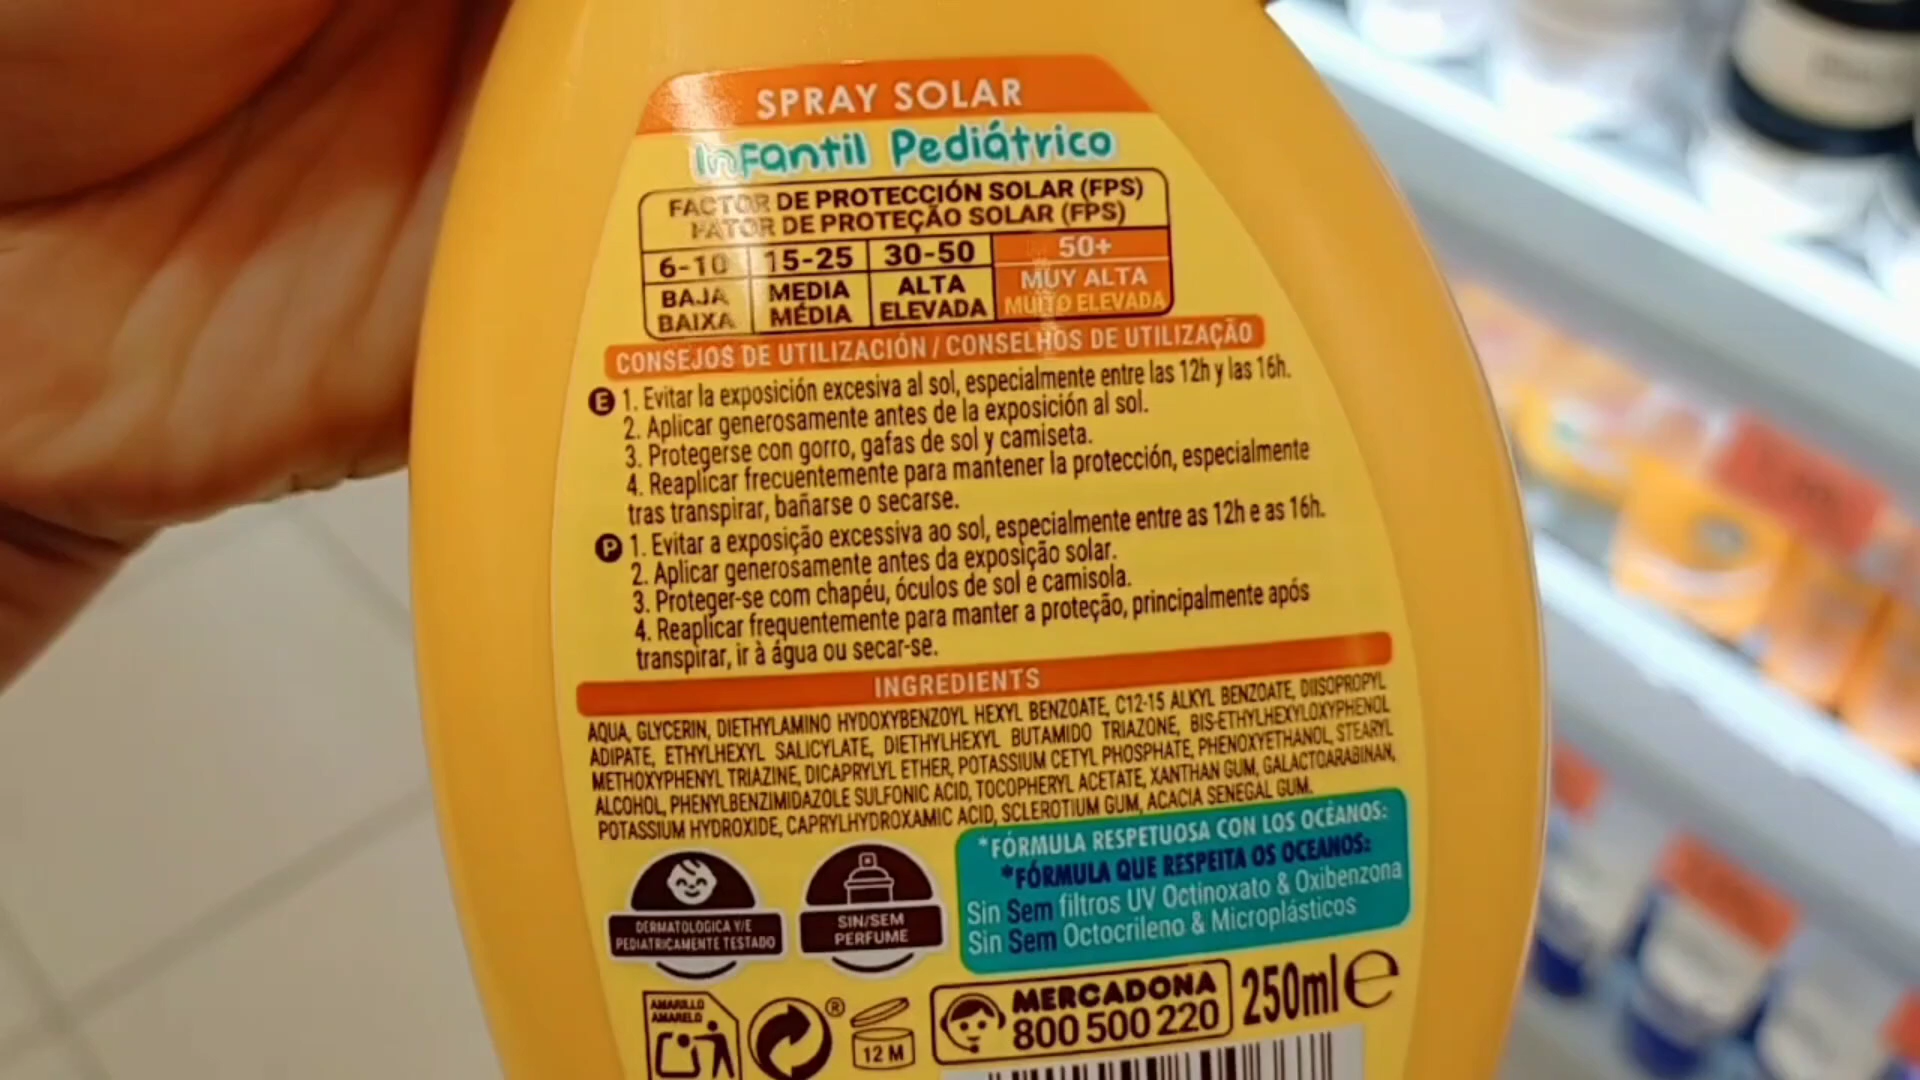 SPRAY SOLAR
InFantil Pediátrico
FACTOR DE PROTECCIÓN SOLAR (FPS)
FATOR DE PROTEÇÃO SOLAR (FPS)
6-10 15-25 30-50 50+
BAJA MEDIA ALTA MUY ALTA
BAIXA MÉDIA ELEVADA MUITO ELEVADA
CONSEJOS DE UTILIZACIÓN / CONSELHOS DE UTILIZAÇÃO
E 1. Evitar la exposición excesiva al sol, especialmente entre las 12h y las 16h.
2. Aplicar generosamente antes de la exposición al sol.
3. Protegerse con gorro, gafas de sol y camiseta.
4. Reaplicar frecuentemente para mantener la protección, especialmente
tras transpirar, bañarse o secarse.
P 1. Evitar a exposição excessiva ao sol, especialmente entre as 12h e as 16h.
2. Aplicar generosamente antes da exposição solar.
3. Proteger-se com chapéu, óculos de sol e camisola.
4. Reaplicar frequentemente para manter a proteção, principalmente após
transpirar, ir à água ou secar-se.
INGREDIENTS
AQUA, GLYCERIN, DIETHYLAMINO HYDOXYBENZOYL HEXYL BENZOATE, C12-15 ALKYL BENZOATE, DIISOPROPYL
ADIPATE, ETHYLHEXYL SALICYLATE, DIETHYLHEXYL BUTAMIDO TRIAZONE, BIS-ETHYLHEXYLOXYPHENOL
METHOXYPHENYL TRIAZINE, DICAPRYLYL ETHER, POTASSIUM CETYL PHOSPHATE, PHENOXYETHANOL, STEARYL
ALCOHOL, PHENYLBENZIMIDAZOLE SULFONIC ACID, TOCOPHERYL ACETATE, XANTHAN GUM, GALACTOARABINAN,
POTASSIUM HYDROXIDE, CAPRYLHYDROXAMIC ACID, SCLEROTIUM GUM, ACACIA SENEGAL GUM.
*FÓRMULA RESPETUOSA CON LOS OCÉANOS:
*FÓRMULA QUE RESPEITA OS OCEANOS:
Sin Sem filtros UV Octinoxato & Oxibenzona
Sin Sem Octocrileno & Microplásticos
DERMATOLOGICA Y/E
PEDIATRICAMENTE TESTADO
SIN/SEM
PERFUME
AMARILLO
AMARELO
®
12 M
MERCADONA
800 500 220
250ml e